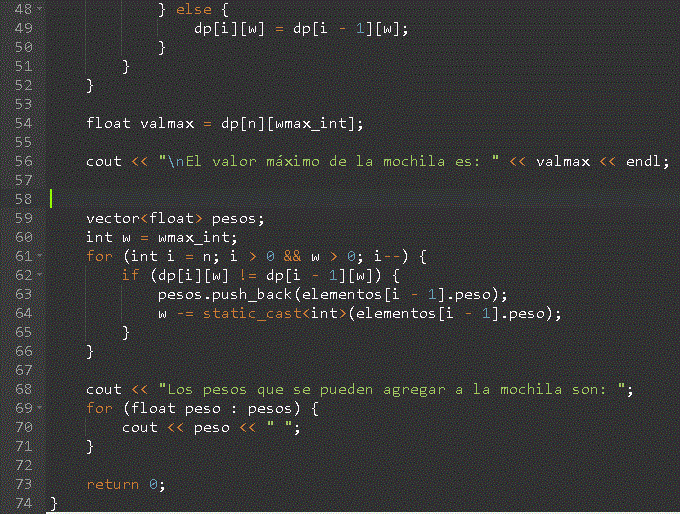 48 } else {
49 dp[i][w] = dp[i - 1][w];
50 }
51 }
52 }
53
54 float valmax = dp[n][wmax_int];
55
56 cout << "\nEl valor máximo de la mochila es: " << valmax << endl;
57
58
59 vector<float> pesos;
60 int w = wmax_int;
61 for (int i = n; i > 0 && w > 0; i--) {
62 if (dp[i][w] != dp[i - 1][w]) {
63 pesos.push_back(elementos[i - 1].peso);
64 w -= static_cast<int>(elementos[i - 1].peso);
65 }
66 }
67
68 cout << "Los pesos que se pueden agregar a la mochila son: ";
69 for (float peso : pesos) {
70 cout << peso << " ";
71 }
72
73 return 0;
74 }